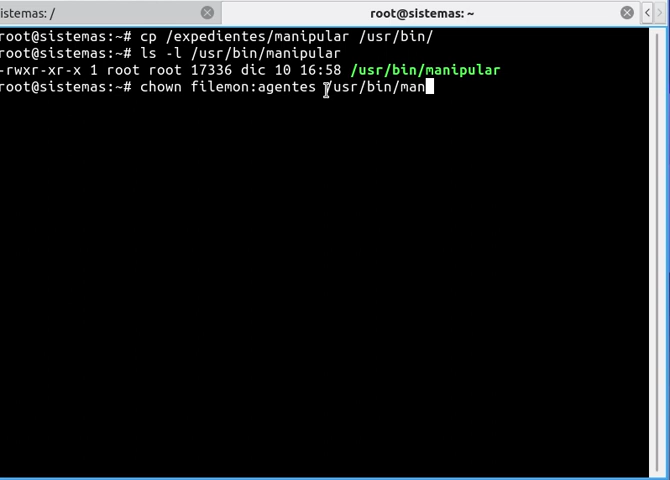 istemas: /
root@sistemas: ~
root@sistemas:~# cp /expedientes/manipular /usr/bin/
root@sistemas:~# ls -l /usr/bin/manipular
-rwxr-xr-x 1 root root 17336 dic 10 16:58 /usr/bin/manipular
root@sistemas:~# chown filemon:agentes /usr/bin/man